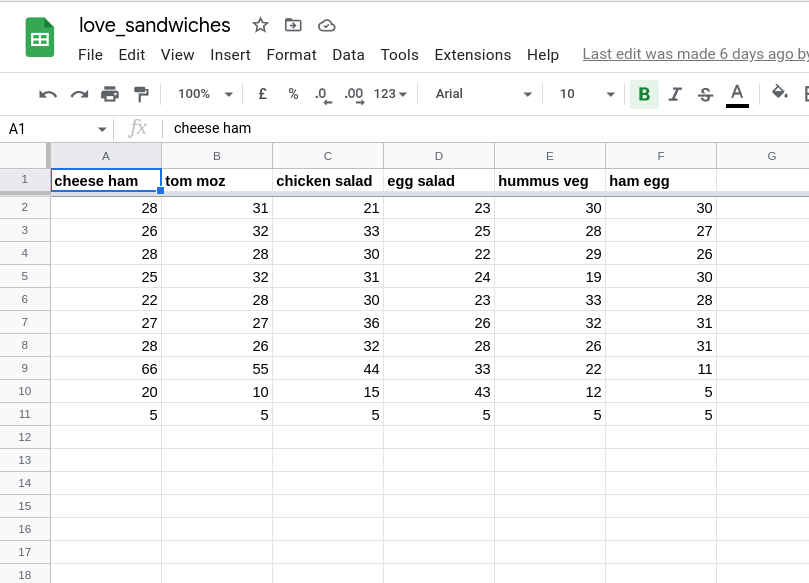 love_sandwiches
File Edit View Insert Format Data Tools Extensions Help Last edit was made 6 days ago by
100% £ % .0 .00 123 Arial 10 B I S A
A1 fx cheese ham
A B C D E F G
1 cheese ham tom moz chicken salad egg salad hummus veg ham egg
2 28 31 21 23 30 30
3 26 32 33 25 28 27
4 28 28 30 22 29 26
5 25 32 31 24 19 30
6 22 28 30 23 33 28
7 27 27 36 26 32 31
8 28 26 32 28 26 31
9 66 55 44 33 22 11
10 20 10 15 43 12 5
11 5 5 5 5 5 5
12
13
14
15
16
17
18